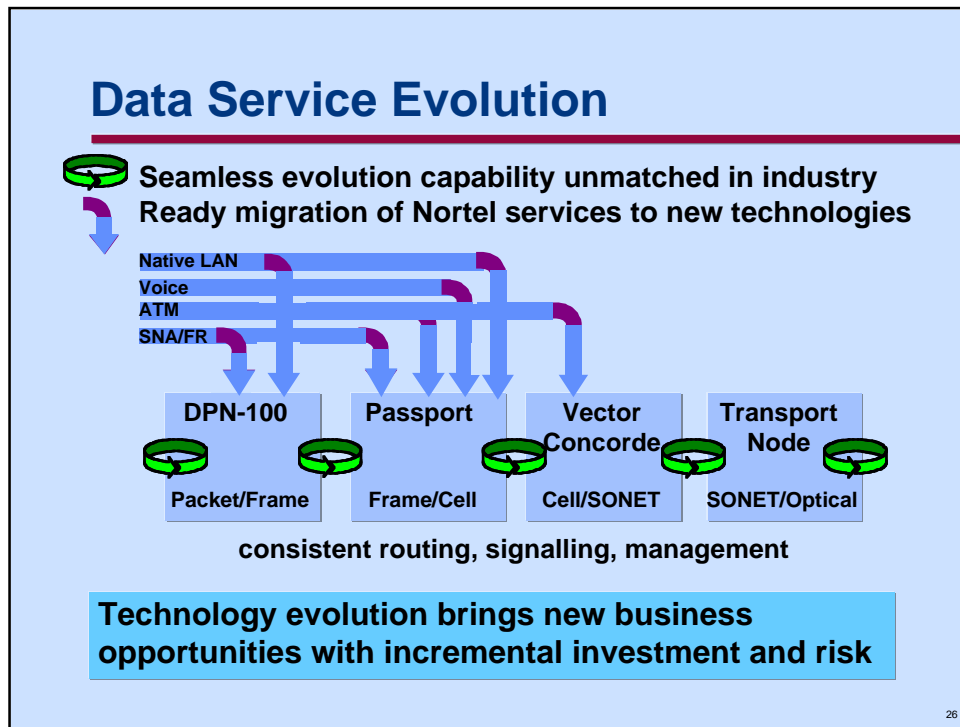 Data Service Evolution
Seamless evolution capability unmatched in industry
Ready migration of Nortel services to new technologies
Native LAN
Voice
ATM
SNA/FR
DPN-100
Packet/Frame
Passport
Frame/Cell
Vector
Concorde
Cell/SONET
Transport
Node
SONET/Optical
consistent routing, signalling, management
Technology evolution brings new business
opportunities with incremental investment and risk
26